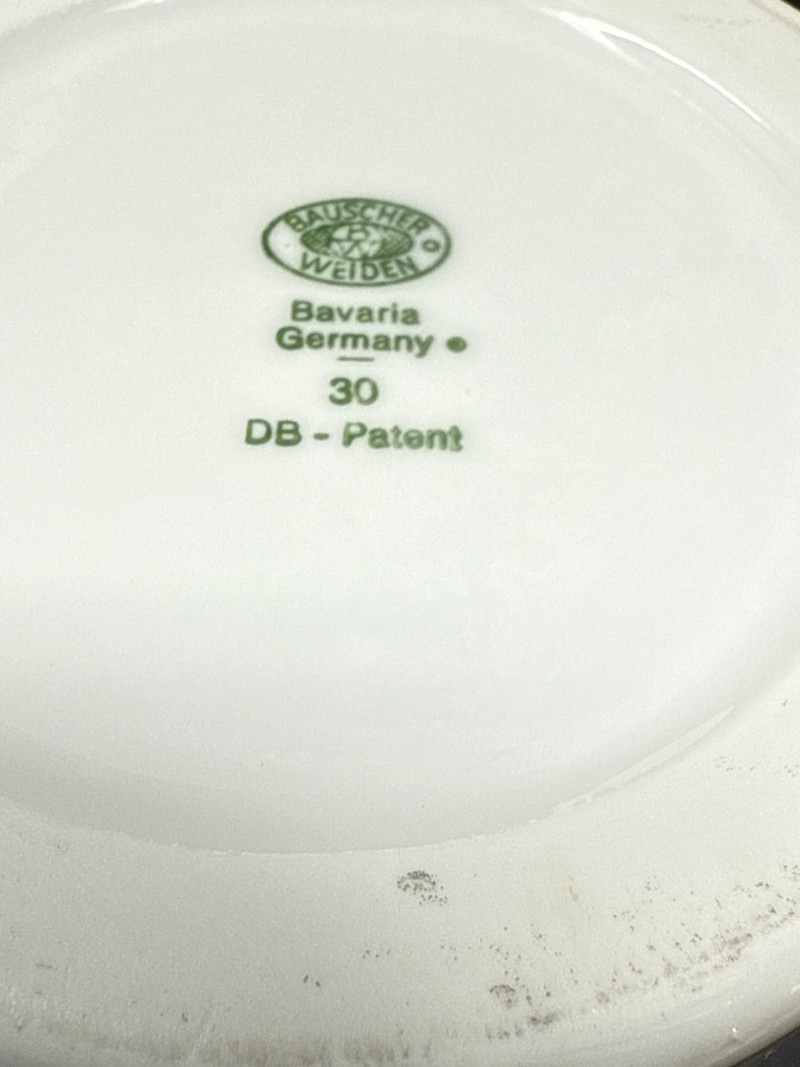 BAUSCHER
WEIDEN
Bavaria
Germany
30
DB - Patent